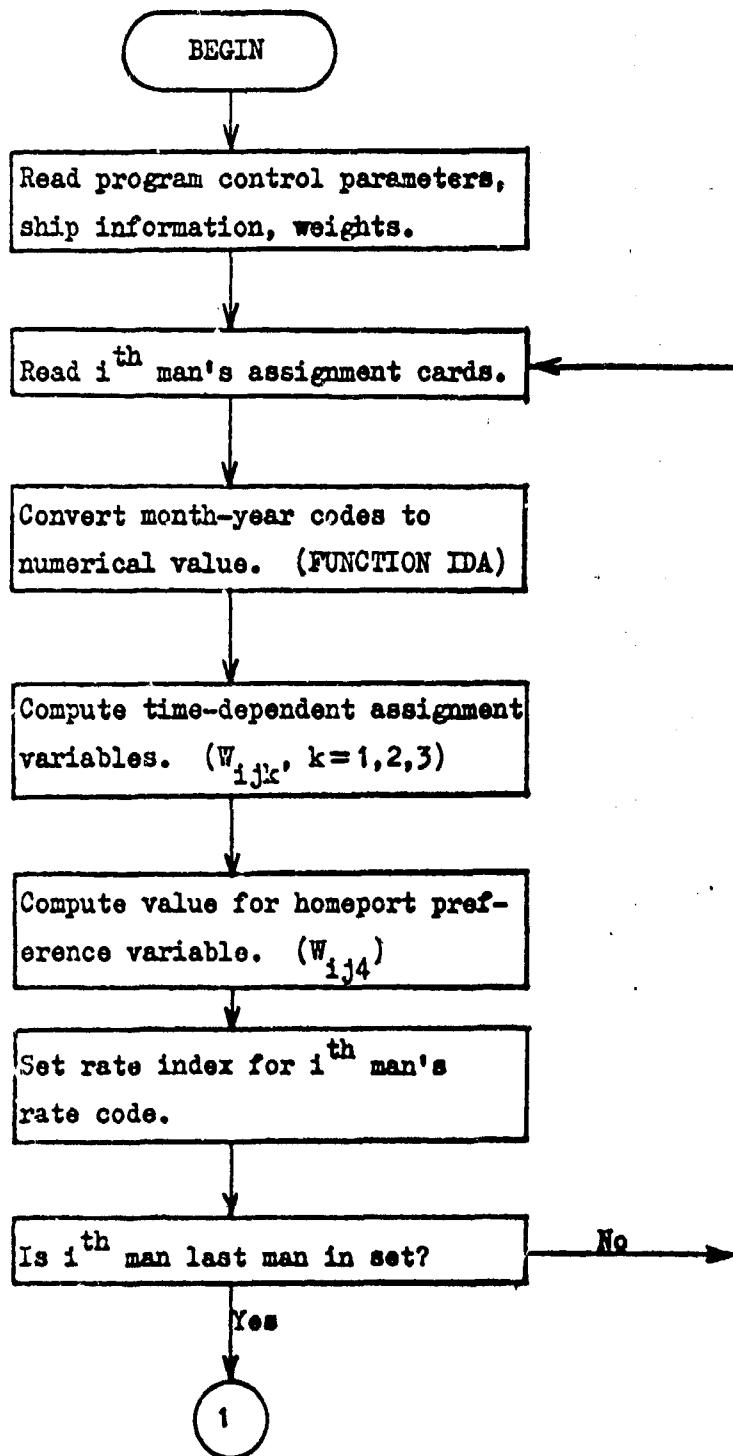 BEGIN
Read program control parameters,
ship information, weights.
Read i^th man's assignment cards.
Convert month-year codes to
numerical value. (FUNCTION IDA)
Compute time-dependent assignment
variables. (W_ijk, k=1,2,3)
Compute value for homeport pref-
erence variable. (W_ij4)
Set rate index for i^th man's
rate code.
Is i^th man last man in set?
No
Yes
1